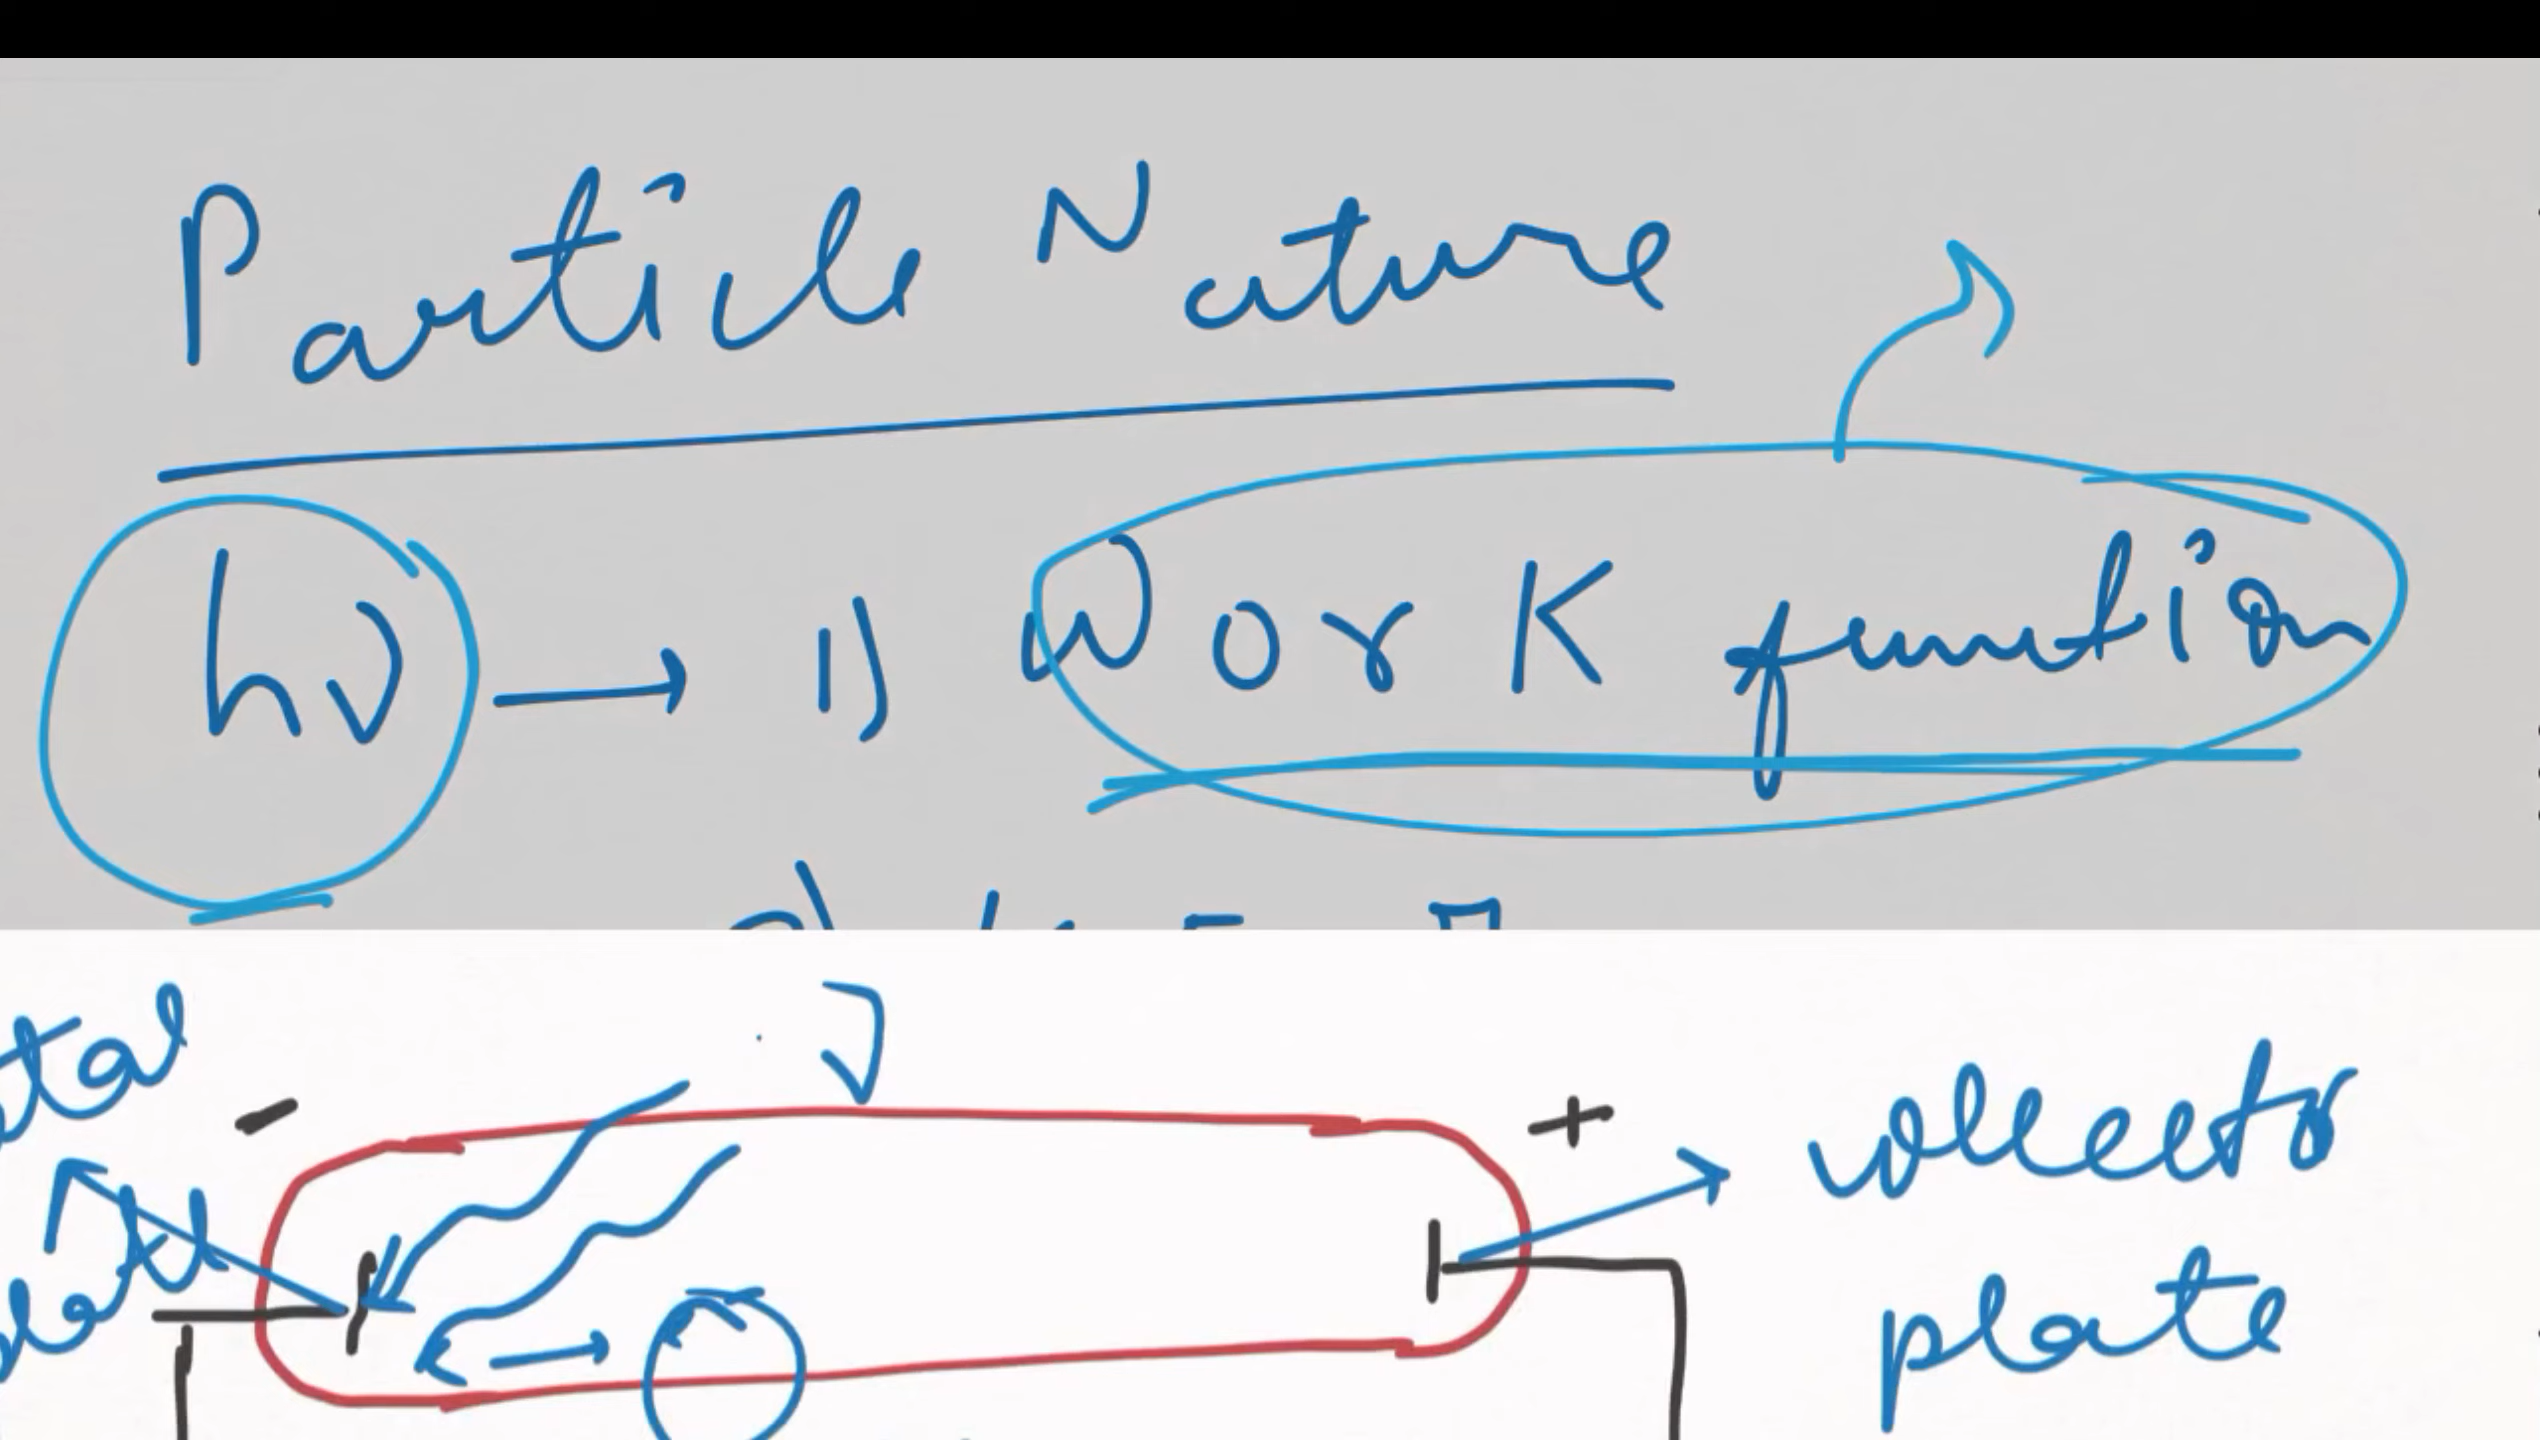 Particle Nature
hν → 1) Work function
ν
- +
collector
plate